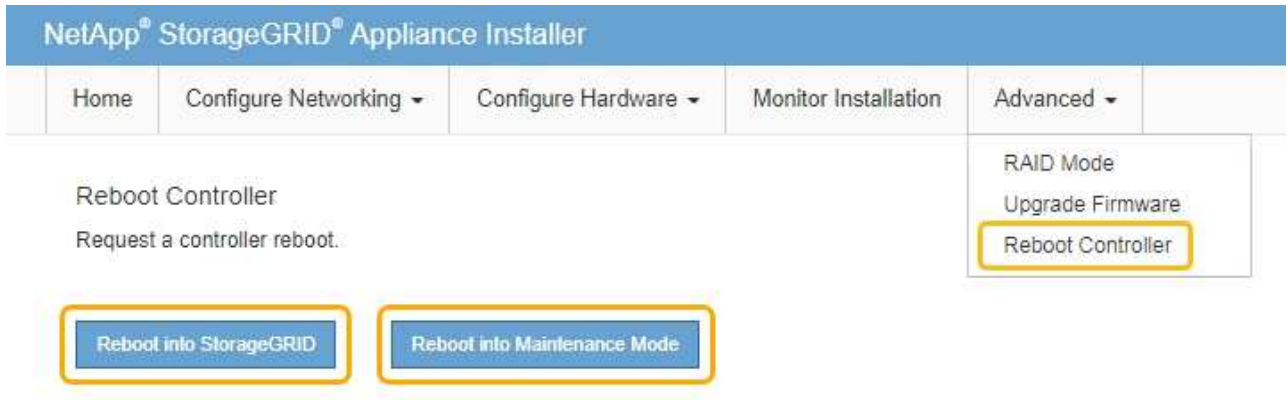 NetApp® StorageGRID® Appliance Installer
Home Configure Networking Configure Hardware Monitor Installation Advanced
RAID Mode
Upgrade Firmware
Reboot Controller
Reboot Controller
Request a controller reboot.
Reboot into StorageGRID Reboot into Maintenance Mode